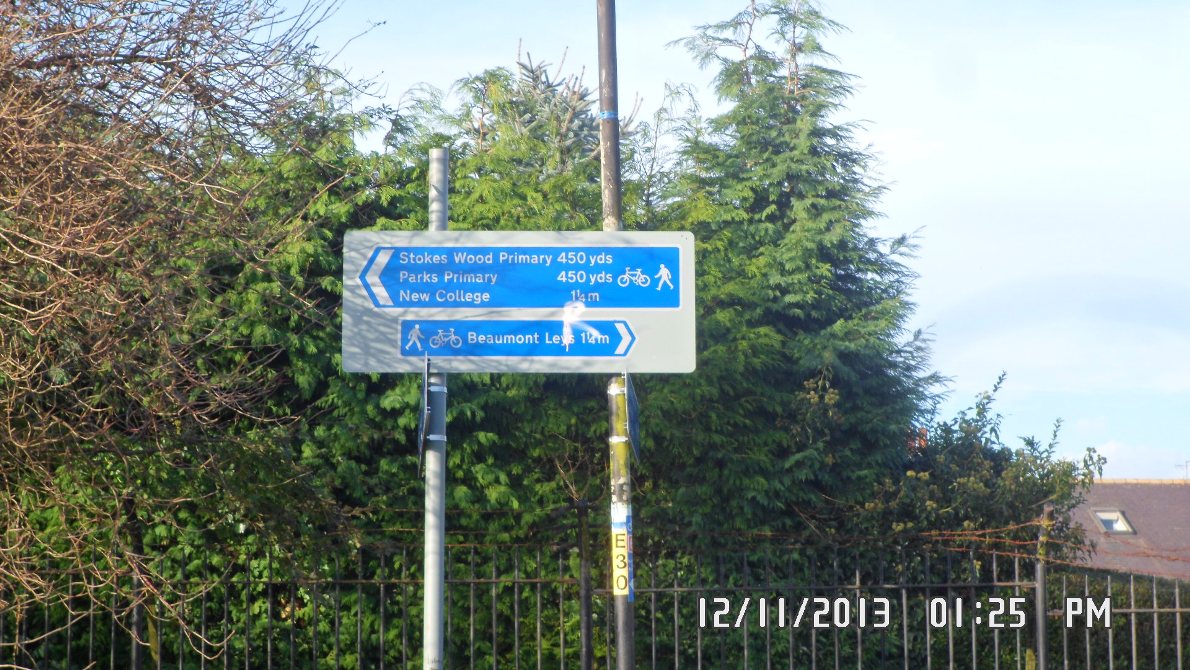 Stokes Wood Primary 450 yds
Parks Primary 450 yds
New College 1¼m
Beaumont Leys 1¼m
E30
12/11/2013 01:25 PM